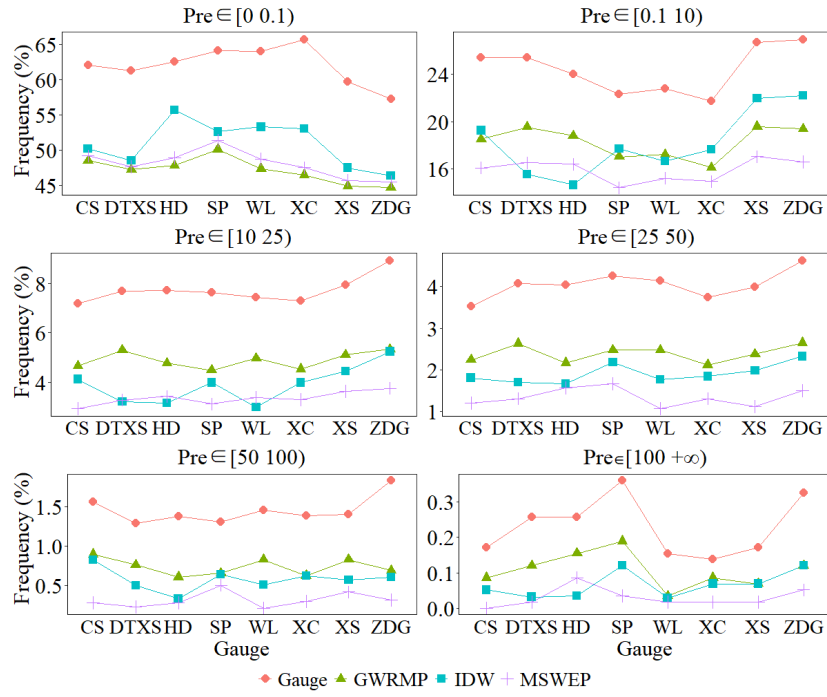 Pre∈[0 0.1) Pre∈[0.1 10)
Frequency (%)
65
60
55
50
45
24
20
16
CS DTXS HD SP WL XC XS ZDG CS DTXS HD SP WL XC XS ZDG
Pre∈[10 25) Pre∈[25 50)
Frequency (%)
8
6
4
4
3
2
1
CS DTXS HD SP WL XC XS ZDG CS DTXS HD SP WL XC XS ZDG
Pre∈[50 100) Pre∈[100 +∞)
Frequency (%)
1.5
1.0
0.5
0.3
0.2
0.1
0.0
CS DTXS HD SP WL XC XS ZDG CS DTXS HD SP WL XC XS ZDG
Gauge Gauge
Gauge GWRMP IDW MSWEP